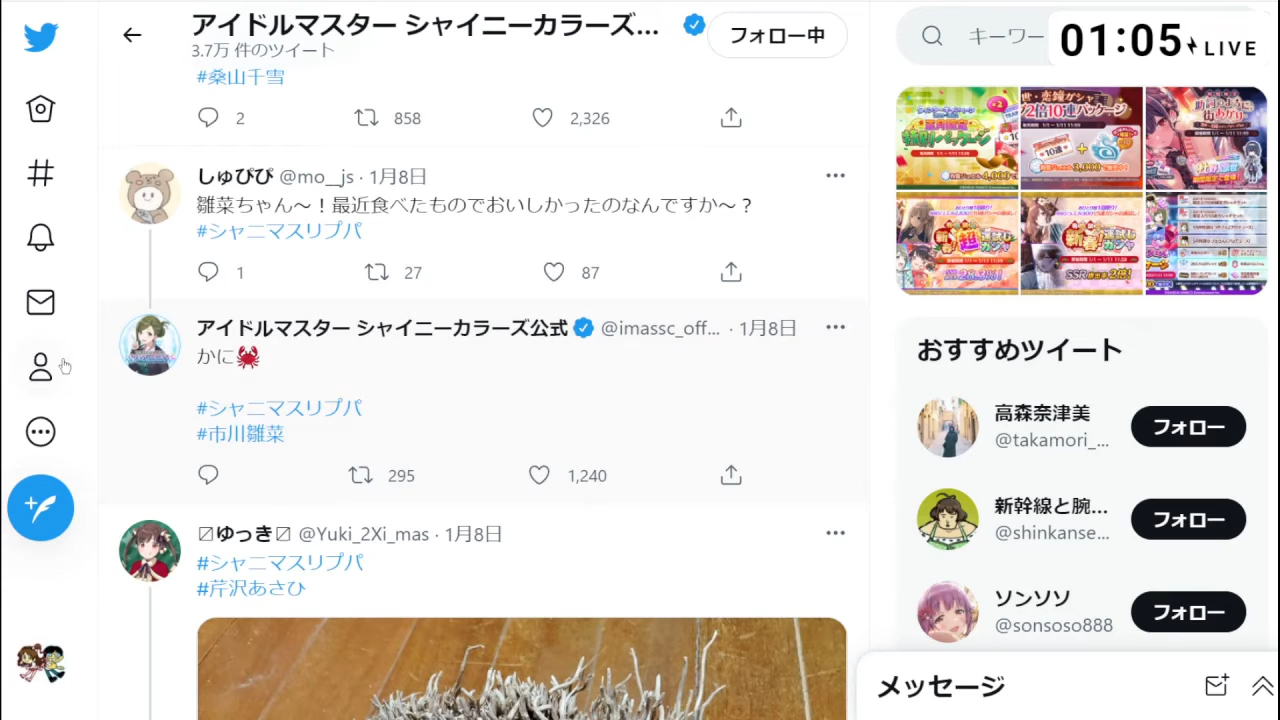 アイドルマスター シャイニーカラーズ...
3.7万 件のツイート
フォロー中
キーワー
01:05 LIVE
#桑山千雪
2
858
2,326
しゅぴぴ @mo__js · 1月8日
雛菜ちゃん〜！最近食べたものでおいしかったのなんですか〜？
#シャニマスリプパ
1
27
87
アイドルマスター シャイニーカラーズ公式 @imassc_off... · 1月8日
かに🦀
#シャニマスリプパ
#市川雛菜
295
1,240
ゆっき @Yuki_2Xi_mas · 1月8日
#シャニマスリプパ
#芹沢あさひ
おすすめツイート
高森奈津美
@takamori_...
フォロー
新幹線と腕...
@shinkanse...
フォロー
ソンソソ
@sonsoso888
フォロー
メッセージ